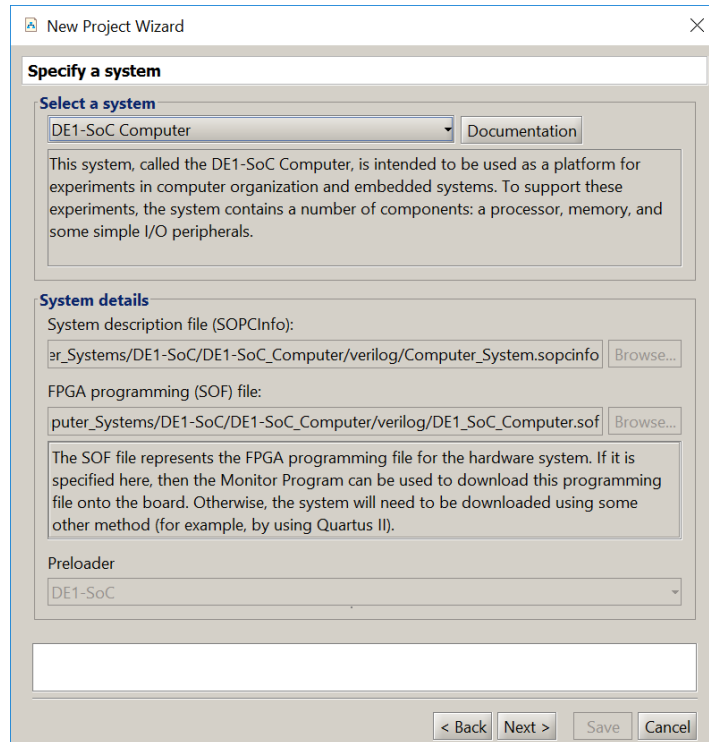 New Project Wizard
Specify a system
Select a system
DE1-SoC Computer
Documentation
This system, called the DE1-SoC Computer, is intended to be used as a platform for
experiments in computer organization and embedded systems. To support these
experiments, the system contains a number of components: a processor, memory, and
some simple I/O peripherals.
System details
System description file (SOPCInfo):
er_Systems/DE1-SoC/DE1-SoC_Computer/verilog/Computer_System.sopcinfo
Browse...
FPGA programming (SOF) file:
puter_Systems/DE1-SoC/DE1-SoC_Computer/verilog/DE1_SoC_Computer.sof
Browse...
The SOF file represents the FPGA programming file for the hardware system. If it is
specified here, then the Monitor Program can be used to download this programming
file onto the board. Otherwise, the system will need to be downloaded using some
other method (for example, by using Quartus II).
Preloader
DE1-SoC
< Back
Next >
Save
Cancel